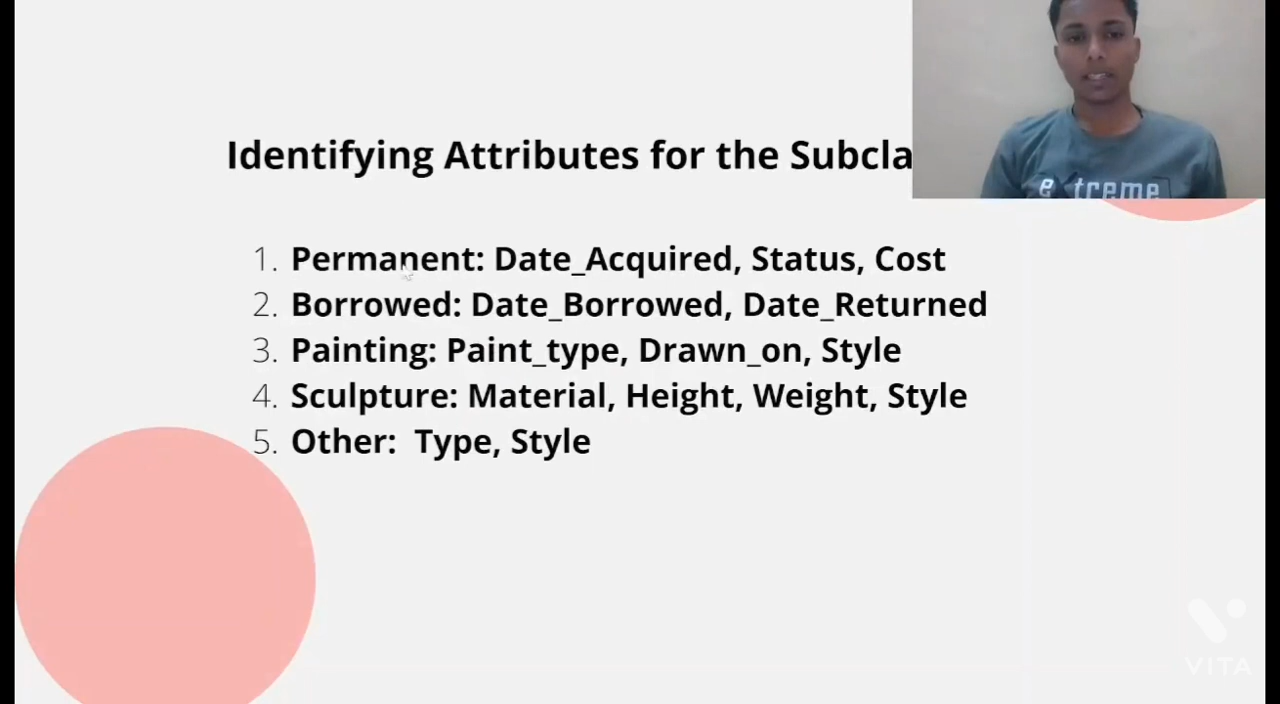 Identifying Attributes for the Subcla
1. Permanent: Date_Acquired, Status, Cost
2. Borrowed: Date_Borrowed, Date_Returned
3. Painting: Paint_type, Drawn_on, Style
4. Sculpture: Material, Height, Weight, Style
5. Other: Type, Style
extreme
VITA